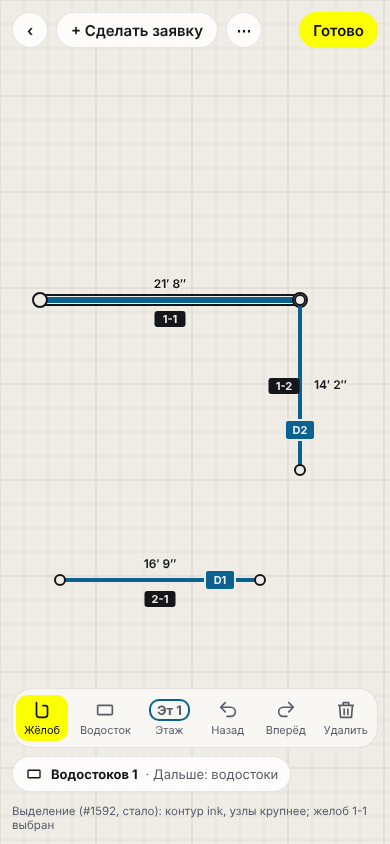 ‹ + Сделать заявку ··· Готово
21′ 8″
1-1
1-2 14′ 2″
D2
16′ 9″
D1
2-1
Эт 1
Жёлоб Водосток Этаж Назад Вперёд Удалить
Водостоков 1 · Дальше: водостоки
Выделение (#1592, стало): контур ink, узлы крупнее; желоб 1-1
выбран